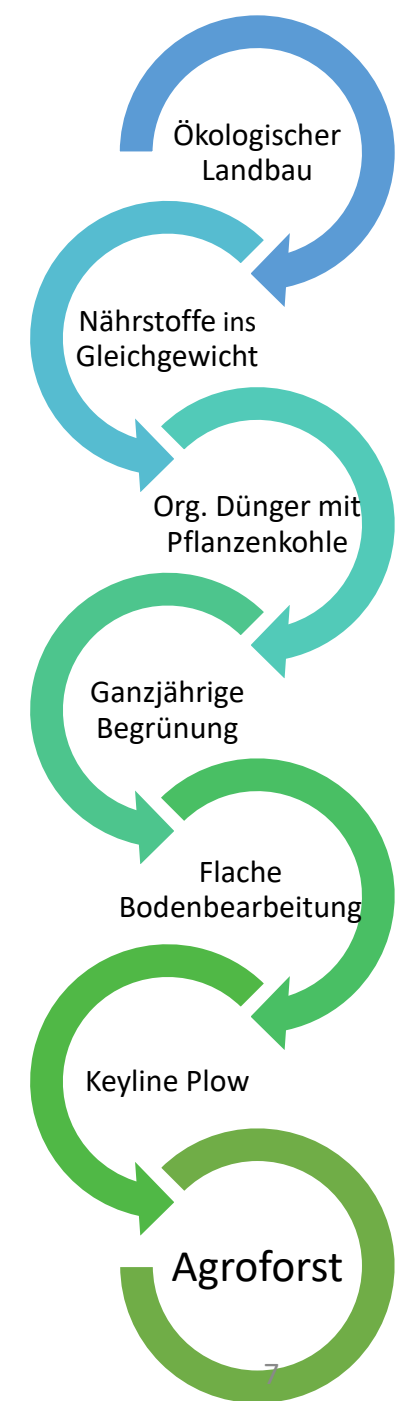 Ökologischer
Landbau
Nährstoffe ins
Gleichgewicht
Org. Dünger mit
Pflanzenkohle
Ganzjährige
Begrünung
Flache
Bodenbearbeitung
Keyline Plow
Agroforst
7